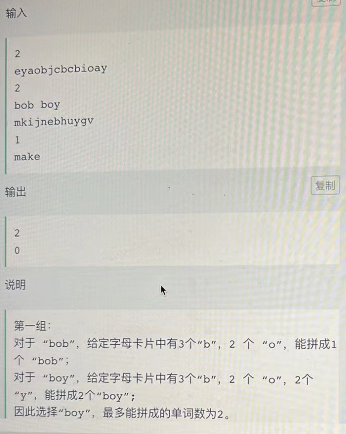 输入
2
eyaobjcbcbioay
2
bob boy
mkijnebhuygv
1
make
输出
复制
2
0
说明
第一组：
对于 “bob”，给定字母卡片中有3个“b”，2 个 “o”，能拼成1
个 “bob”；
对于 “boy”，给定字母卡片中有3个“b”，2 个 “o”，2个
“y”，能拼成2个“boy”；
因此选择“boy”，最多能拼成的单词数为2。